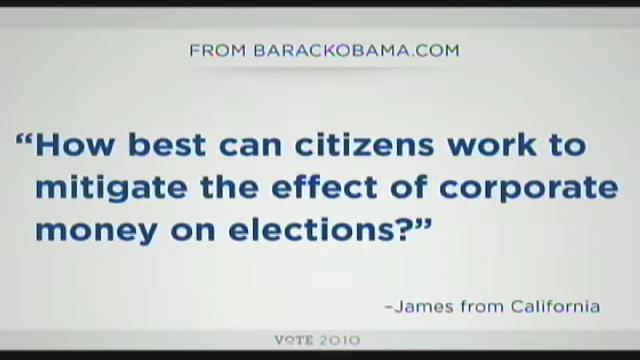 FROM BARACKOBAMA.COM
“How best can citizens work to
mitigate the effect of corporate
money on elections?”
–James from California
VOTE 2010